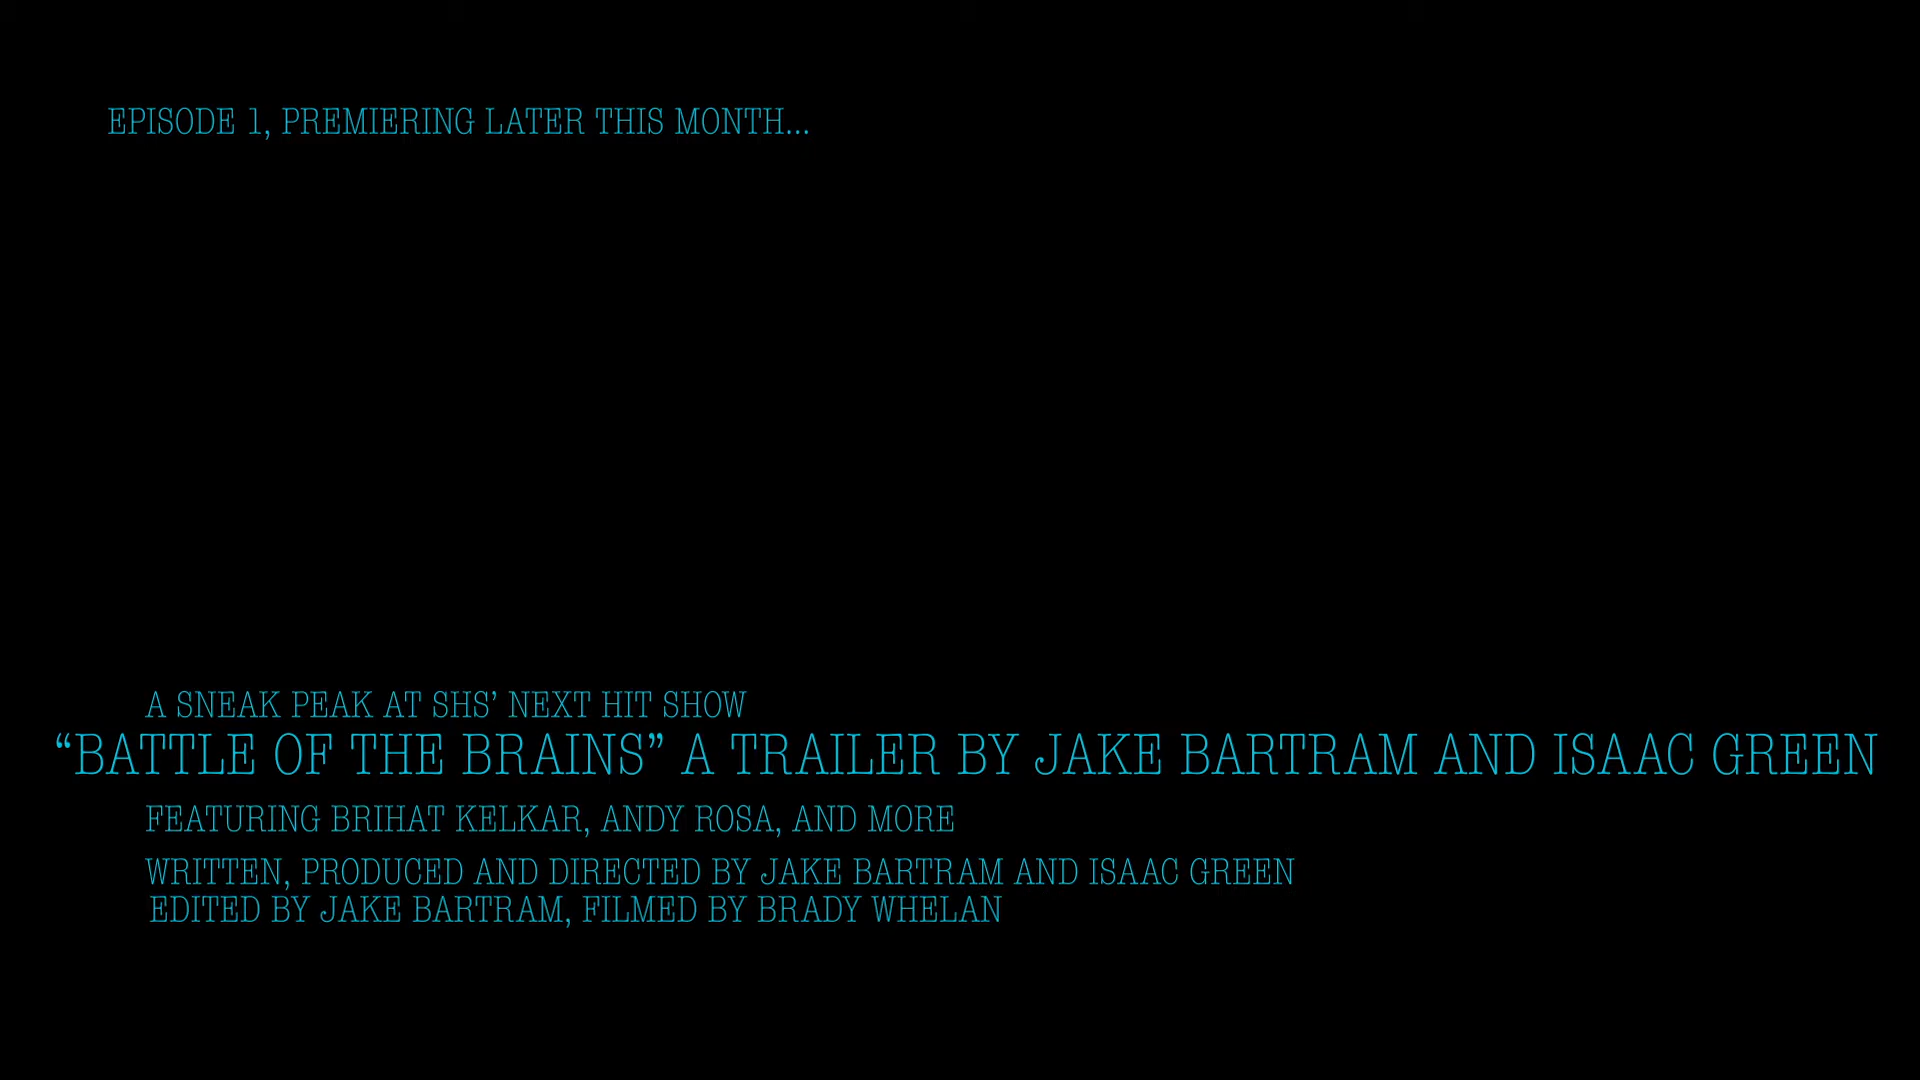 EPISODE 1, PREMIERING LATER THIS MONTH...
A SNEAK PEAK AT SHS’ NEXT HIT SHOW
“BATTLE OF THE BRAINS” A TRAILER BY JAKE BARTRAM AND ISAAC GREEN
FEATURING BRIHAT KELKAR, ANDY ROSA, AND MORE
WRITTEN, PRODUCED AND DIRECTED BY JAKE BARTRAM AND ISAAC GREEN
EDITED BY JAKE BARTRAM, FILMED BY BRADY WHELAN